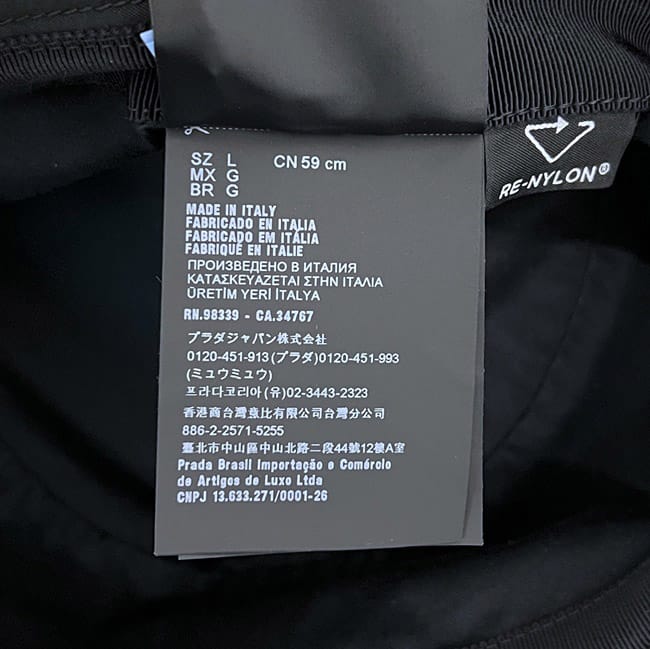 SZ L CN 59 cm
MX G
BR G
MADE IN ITALY
FABRICADO EN ITALIA
FABRICADO EM ITÁLIA
FABRIQUÉ EN ITALIE
ПРОИЗВЕДЕНО В ИТАЛИЯ
ΚΑΤΑΣΚΕΥΑΖΕΤΑΙ ΣΤΗΝ ΙΤΑΛΙΑ
ÜRETİM YERİ İTALYA
RN.98339 - CA.34767
プラダジャパン株式会社
0120-451-913(プラダ)0120-451-993
(ミュウミュウ)
프라다코리아(유)02-3443-2323
香港商台灣菈比有限公司台灣分公司
886-2-2571-5255
臺北市中山區中山北路二段44號12樓A室
Prada Brasil Importação e Comércio
de Artigos de Luxo Ltda
CNPJ 13.633.271/0001-26
RE-NYLON®